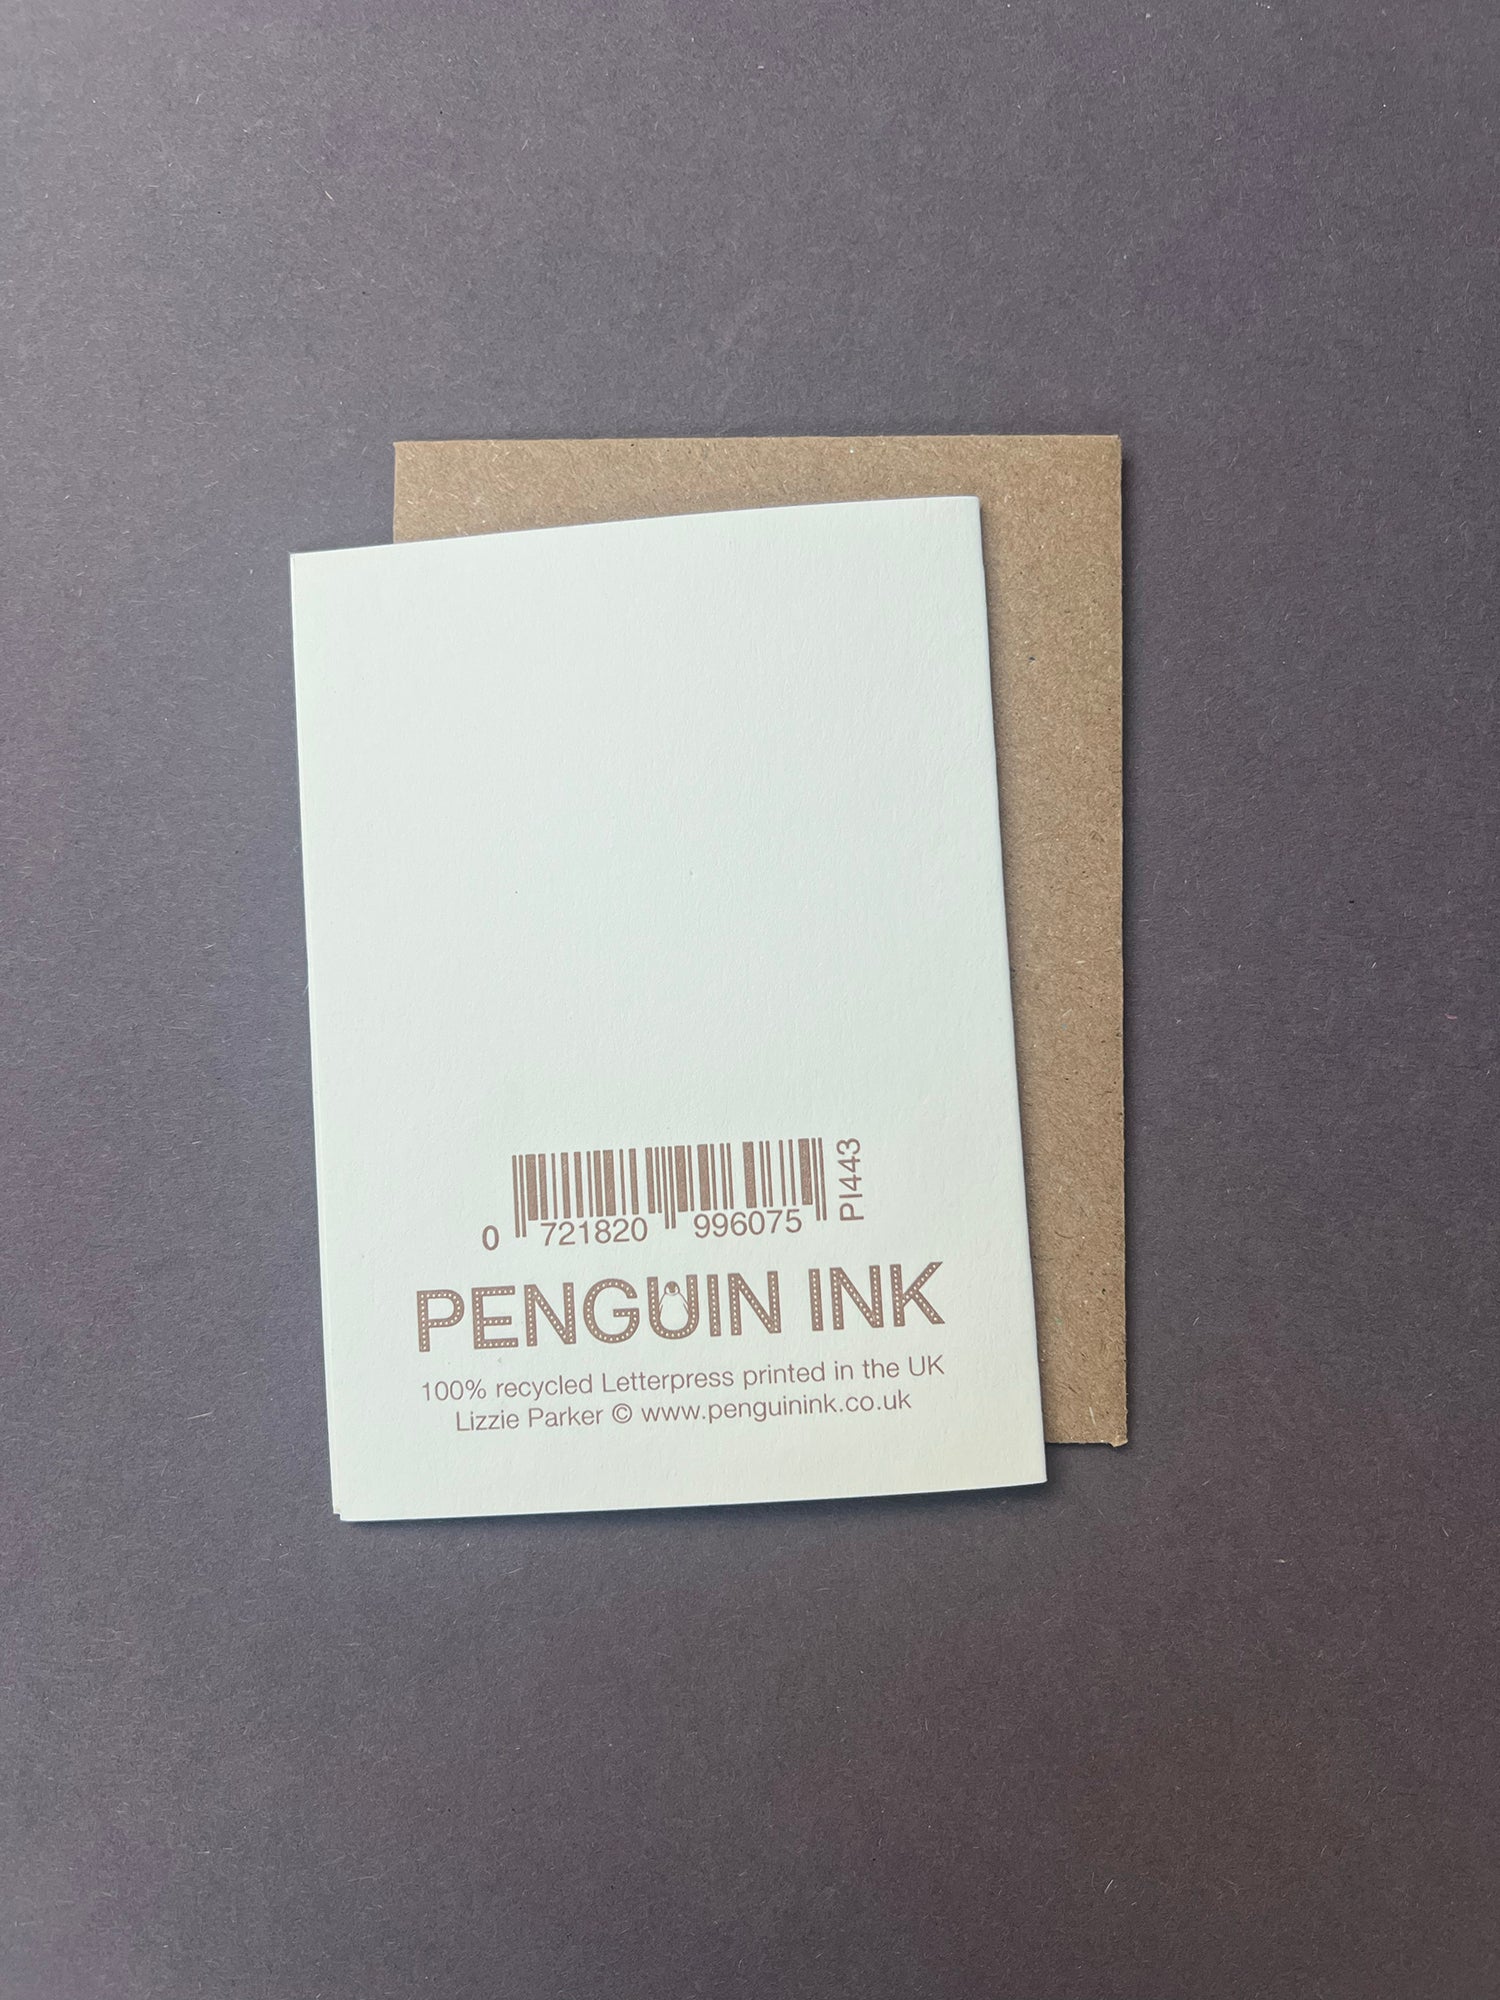 PI443
0 721820 996075
PENGUIN INK
100% recycled Letterpress printed in the UK
Lizzie Parker © www.penguinink.co.uk